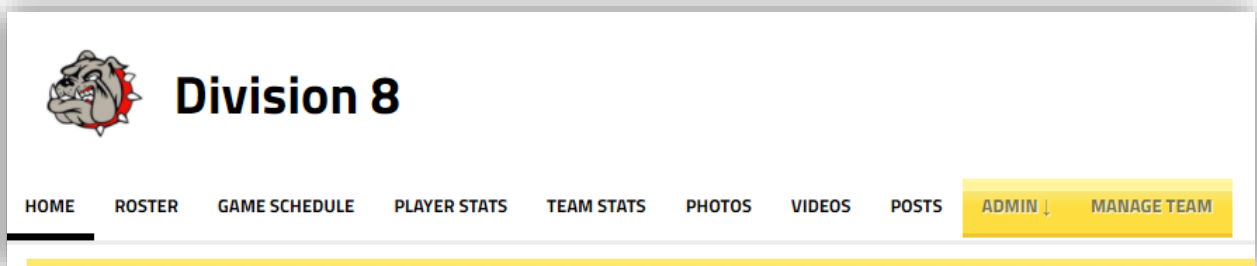 Division 8
HOME ROSTER GAME SCHEDULE PLAYER STATS TEAM STATS PHOTOS VIDEOS POSTS ADMIN ↓ MANAGE TEAM